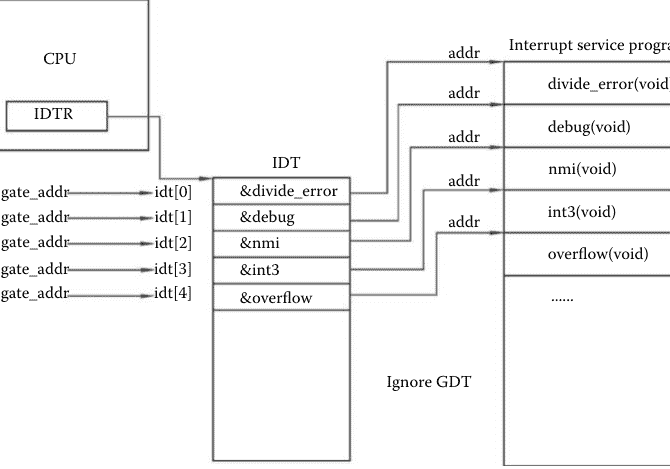 CPU
IDTR
IDT
addr
addr
addr
addr
addr
Interrupt service
divide_error(void)
debug(void)
nmi(void)
int3(void)
overflow(void)
......
gate_addr idt[0] &divide_error
gate_addr idt[1] &debug
gate_addr idt[2] &nmi
gate_addr idt[3] &int3
gate_addr idt[4] &overflow
Ignore GDT